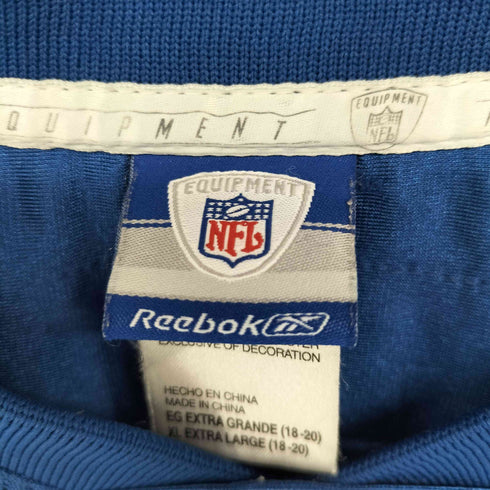 QUIPMENT
EQUIPMENT
NFL
EQUIPMENT
NFL
Reebok
EXCLUSIVE OF DECORATION
HECHO EN CHINA
MADE IN CHINA
EG EXTRA GRANDE (18-20)
XL EXTRA LARGE (18-20)